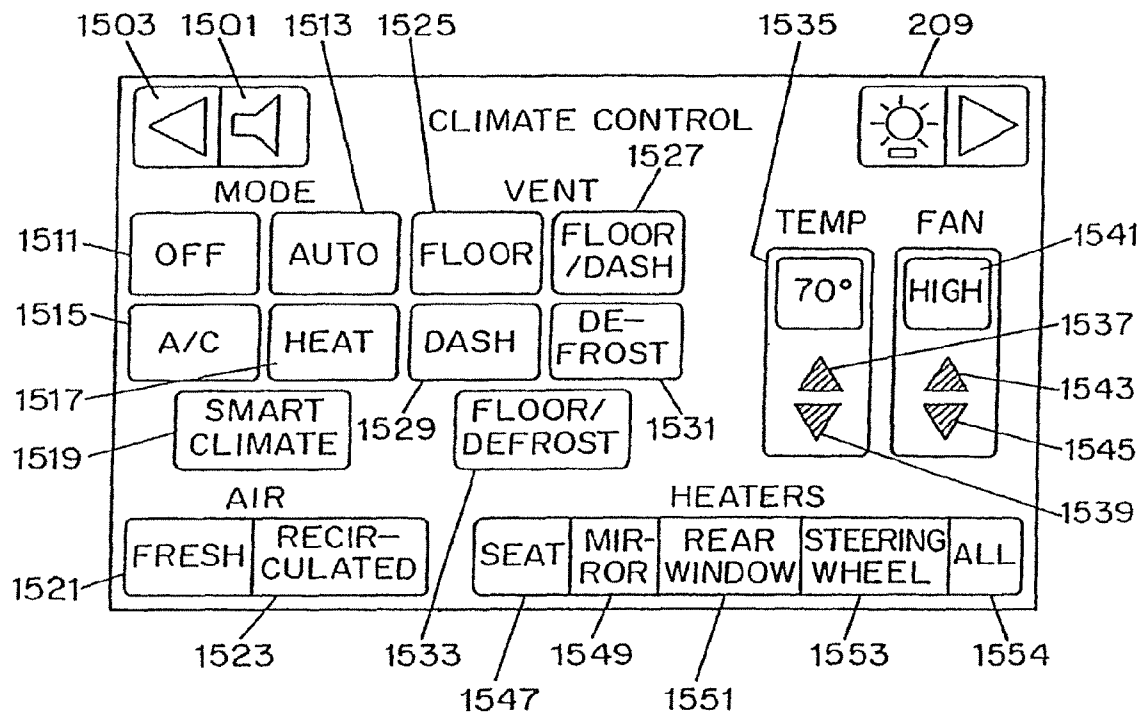 1503 1501 1513 1525 1535 209
CLIMATE CONTROL
1527
MODE VENT
TEMP FAN
1511 OFF AUTO FLOOR FLOOR
/DASH
70° HIGH 1541
1515 A/C HEAT DASH DE-
FROST
1537
1517 1543
SMART
CLIMATE
1519 1529
FLOOR/
DEFROST
1531 1545
1539
AIR HEATERS
FRESH RECIR-
CULATED
SEAT MIR-
ROR
REAR
WINDOW
STEERING
WHEEL
ALL
1521
1523 1533 1549 1553 1554
1547 1551